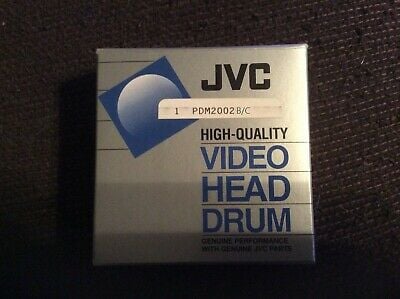 JVC
1 PDM2002B/C
HIGH-QUALITY
VIDEO
HEAD
DRUM
GENUINE PERFORMANCE
WITH GENUINE JVC PARTS